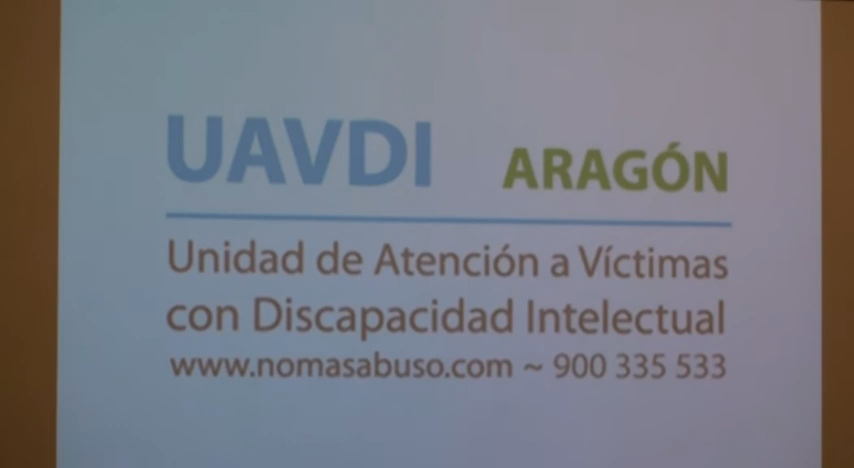 UAVDI ARAGÓN
Unidad de Atención a Víctimas
con Discapacidad Intelectual
www.nomasabuso.com ~ 900 335 533